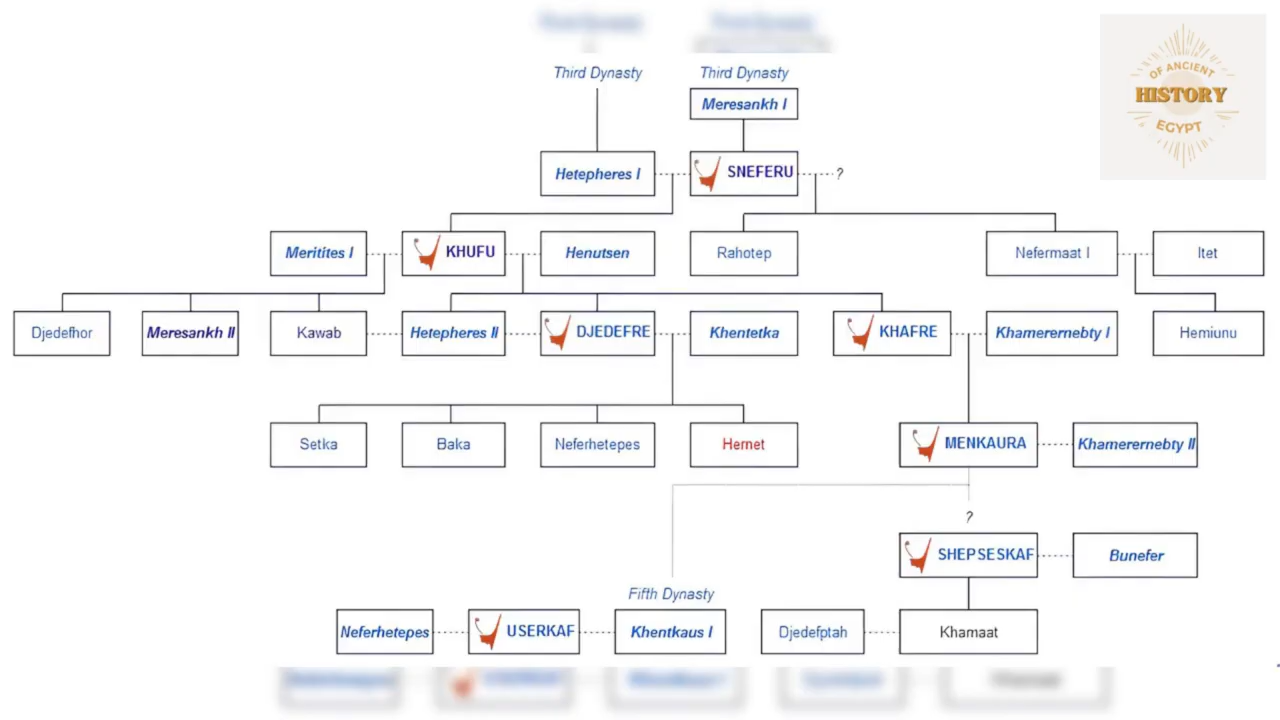 Third Dynasty
Third Dynasty
OF ANCIENT
HISTORY
EGYPT
Meresankh I
Hetepheres I
SNEFERU
?
Meritites I
KHUFU
Henutsen
Rahotep
Nefermaat I
Itet
Djedefhor
Meresankh II
Kawab
Hetepheres II
DJEDEFRE
Khentetka
KHAFRE
Khamerernebty I
Hemiunu
Setka
Baka
Neferhetepes
Hernet
MENKAURA
Khamerernebty II
?
SHEPSESKAF
Bunefer
Fifth Dynasty
Neferhetepes
USERKAF
Khentkaus I
Djedefptah
Khamaat